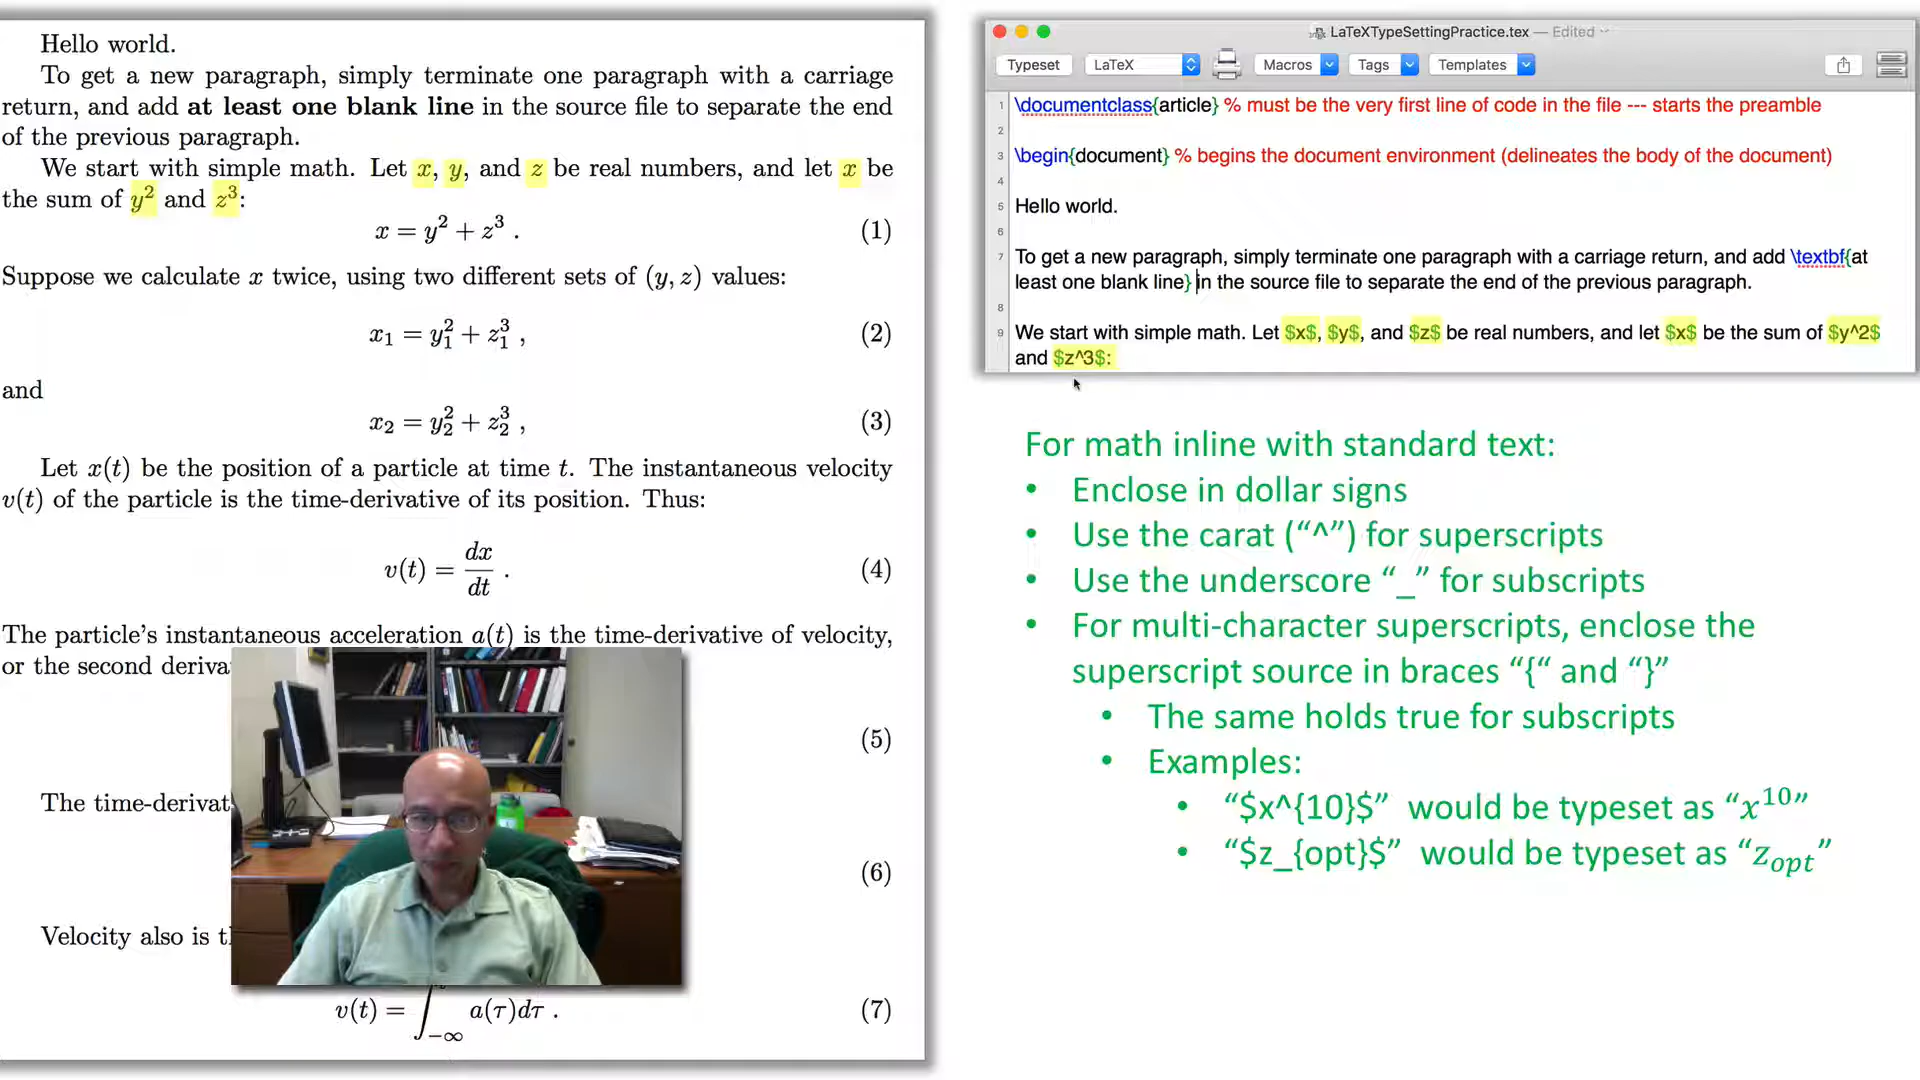 Hello world.
To get a new paragraph, simply terminate one paragraph with a carriage
return, and add at least one blank line in the source file to separate the end
of the previous paragraph.
We start with simple math. Let x, y, and z be real numbers, and let x be
the sum of y² and z³:
x = y² + z³ . (1)
Suppose we calculate x twice, using two different sets of (y, z) values:
x₁ = y₁² + z₁³ , (2)
and
x₂ = y₂² + z₂³ , (3)
Let x(t) be the position of a particle at time t. The instantaneous velocity
v(t) of the particle is the time-derivative of its position. Thus:
v(t) = dx/dt . (4)
The particle's instantaneous acceleration a(t) is the time-derivative of velocity,
or the second
(5)
The
(6)
Velocity also is
v(t) = ∫_{-∞} a(τ)dτ . (7)
LaTeXTypeSettingPractice.tex — Edited
Typeset LaTeX Macros Tags Templates
1 \documentclass{article} % must be the very first line of code in the file --- starts the preamble
2
3 \begin{document} % begins the document environment (delineates the body of the document)
4
5 Hello world.
6
7 To get a new paragraph, simply terminate one paragraph with a carriage return, and add \textbf{at
least one blank line} in the source file to separate the end of the previous paragraph.
8
9 We start with simple math. Let $x$, $y$, and $z$ be real numbers, and let $x$ be the sum of $y^2$
and $z^3$:
For math inline with standard text:
• Enclose in dollar signs
• Use the carat (“^”) for superscripts
• Use the underscore “_” for subscripts
• For multi-character superscripts, enclose the
superscript source in braces “{“ and “}”
• The same holds true for subscripts
• Examples:
• “$x^{10}$” would be typeset as “x¹⁰”
• “$z_{opt}$” would be typeset as “z_opt”